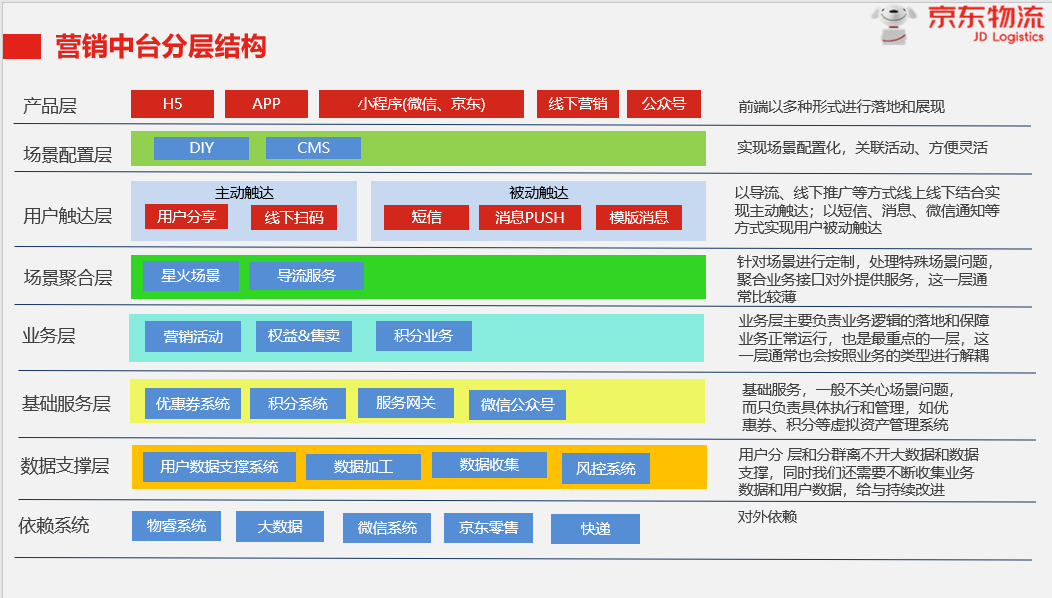 京东物流
JD Logistics
营销中台分层结构
产品层
H5
APP
小程序(微信、京东)
线下营销
公众号
前端以多种形式进行落地和展现
场景配置层
DIY
CMS
实现场景配置化，关联活动、方便灵活
用户触达层
主动触达
用户分享
线下扫码
被动触达
短信
消息PUSH
模版消息
以导流、线下推广等方式线上线下结合实
现主动触达；以短信、消息、微信通知等
方式实现用户被动触达
场景聚合层
星火场景
导流服务
针对场景进行定制，处理特殊场景问题，
聚合业务接口对外提供服务，这一层通
常比较薄
业务层
营销活动
权益&售卖
积分业务
业务层主要负责业务逻辑的落地和保障
业务正常运行，也是最重点的一层，这
一层通常也会按照业务的类型进行解耦
基础服务层
优惠券系统
积分系统
服务网关
微信公众号
基础服务，一般不关心场景问题，
而只负责具体执行和管理，如优
惠券、积分等虚拟资产管理系统
数据支撑层
用户数据支撑系统
数据加工
数据收集
风控系统
用户分 层和分群离不开大数据和数据
支撑，同时我们还需要不断收集业务
数据和用户数据，给与持续改进
依赖系统
物睿系统
大数据
微信系统
京东零售
快递
对外依赖